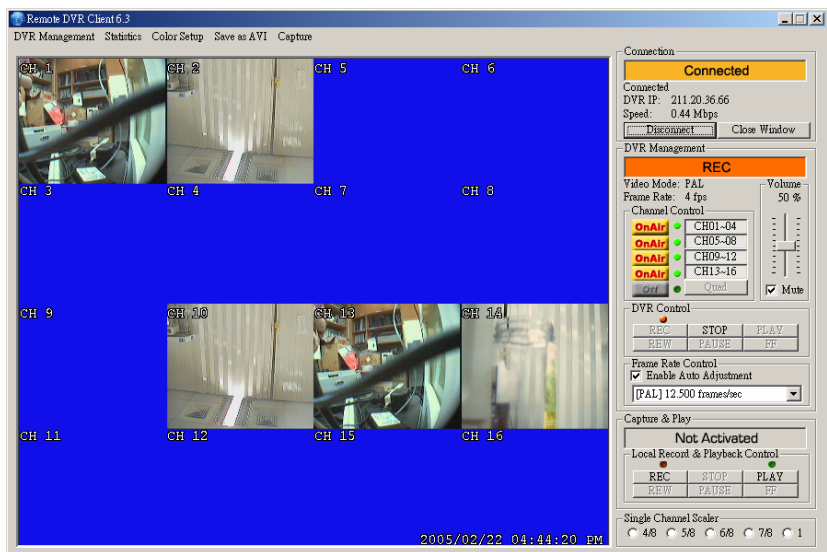 Remote DVR Client 6.3
DVR Management Statistics Color Setup Save as AVI Capture
CH 1 CH 2 CH 5 CH 6
CH 3 CH 4 CH 7 CH 8
CH 9 CH 10 CH 13 CH 14
CH 11 CH 12 CH 15 CH 16
2005/02/22 04:44:20 PM
Connection
Connected
Connected
DVR IP: 211.20.36.66
Speed: 0.44 Mbps
Disconnect Close Window
DVR Management
REC
Video Mode: PAL
Frame Rate: 4 fps
Volume
50 %
Channel Control
OnAir CH01~04
OnAir CH05~08
OnAir CH09~12
OnAir CH13~16
Off Quad
Mute
DVR Control
REC STOP PLAY
REW PAUSE FF
Frame Rate Control
Enable Auto Adjustment
[PAL] 12.500 frames/sec
Capture & Play
Not Activated
Local Record & Playback Control
REC STOP PLAY
REW PAUSE FF
Single Channel Scaler
4/8 5/8 6/8 7/8 1